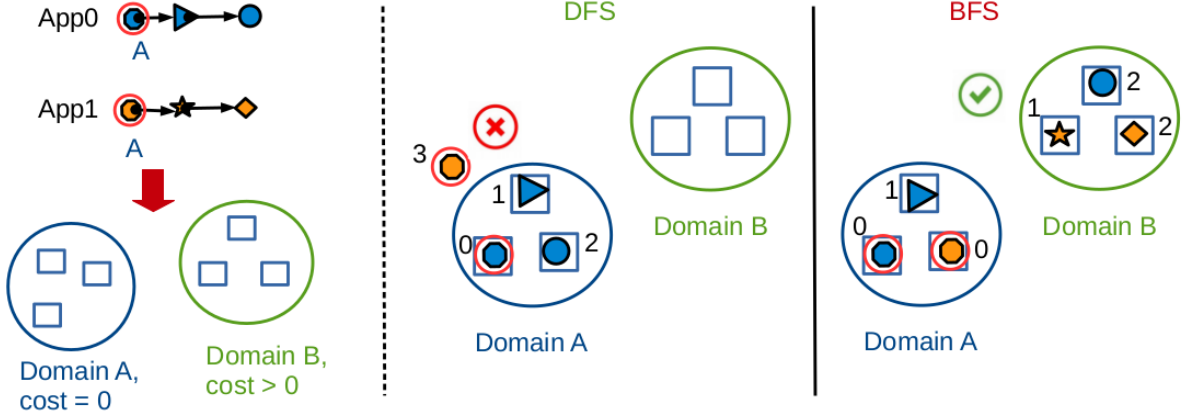 App0
A
App1
A
Domain A,
cost = 0
Domain B,
cost > 0
DFS
3
1
0
2
Domain A
Domain B
BFS
1
2
2
1
0
0
Domain A
Domain B